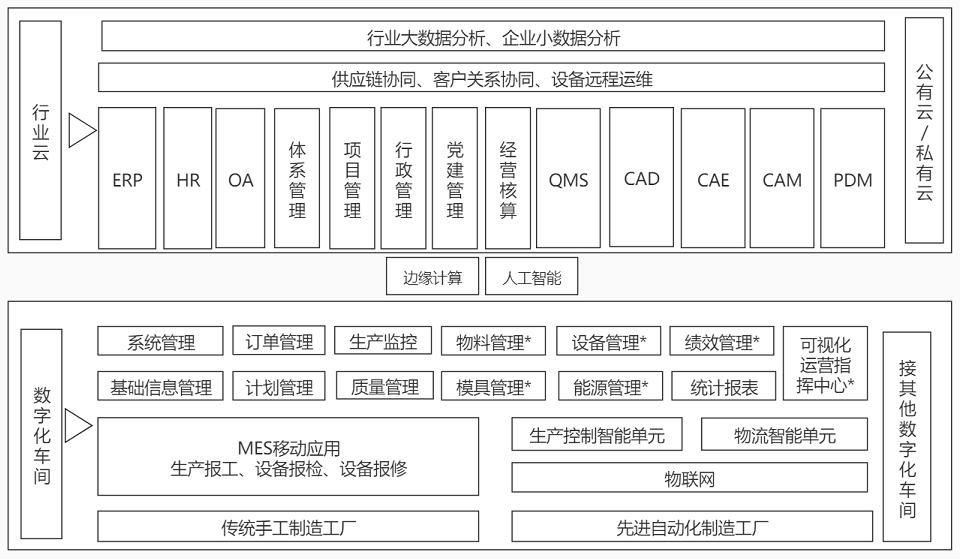 行业大数据分析、企业小数据分析
供应链协同、客户关系协同、设备远程运维
行业云
ERP
HR
OA
体系管理
项目管理
行政管理
党建管理
经营核算
QMS
CAD
CAE
CAM
PDM
公有云/私有云
边缘计算
人工智能
数字化车间
系统管理
订单管理
生产监控
物料管理*
设备管理*
绩效管理*
可视化
运营指
挥中心*
基础信息管理
计划管理
质量管理
模具管理*
能源管理*
统计报表
接其他数字化车间
MES移动应用
生产报工、设备报检、设备报修
生产控制智能单元
物流智能单元
物联网
传统手工制造工厂
先进自动化制造工厂